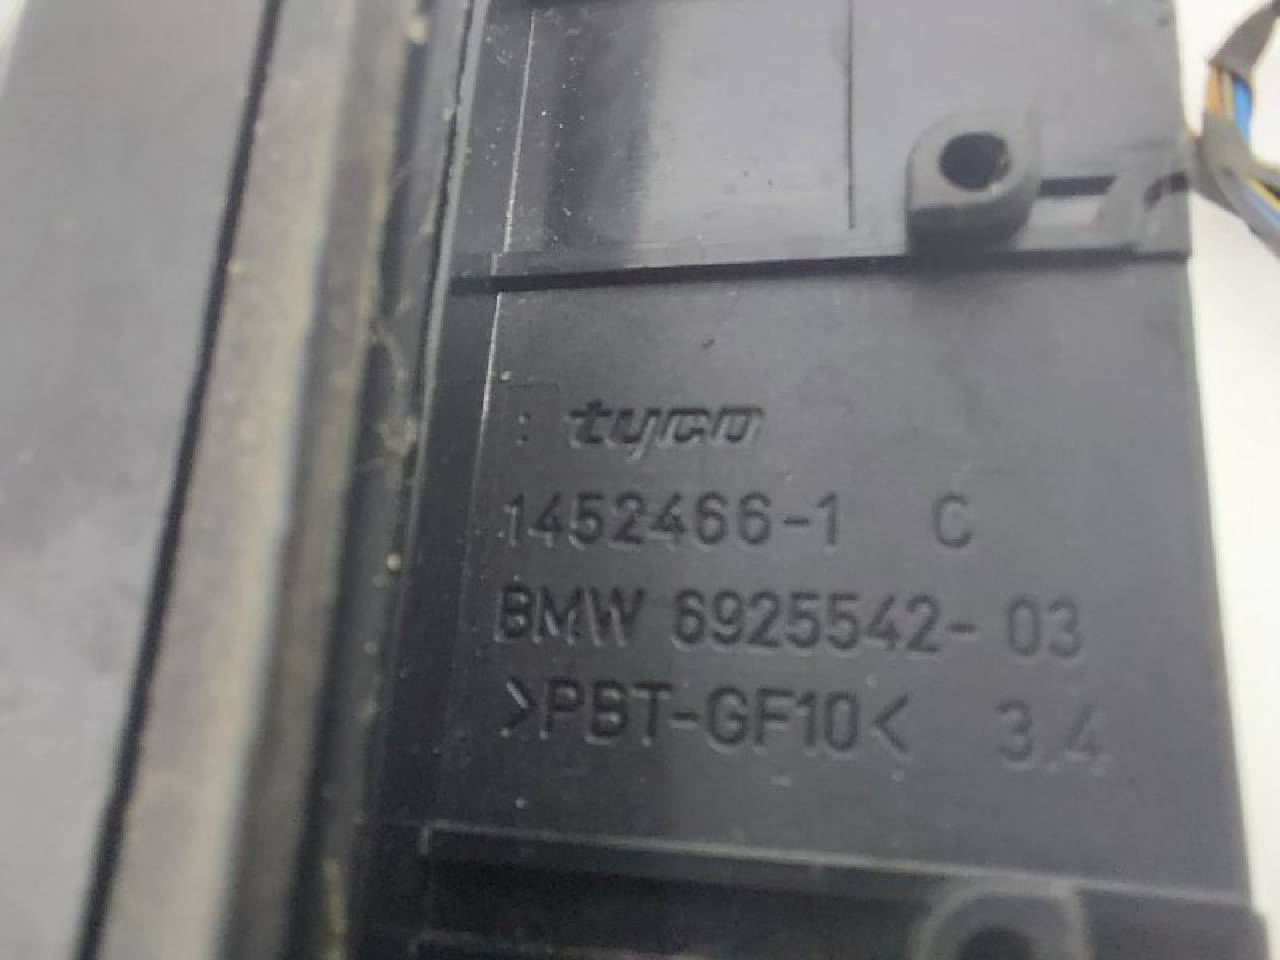 tyco
1452466-1 C
BMW 6925542-03
>PBT-GF10< 3.4